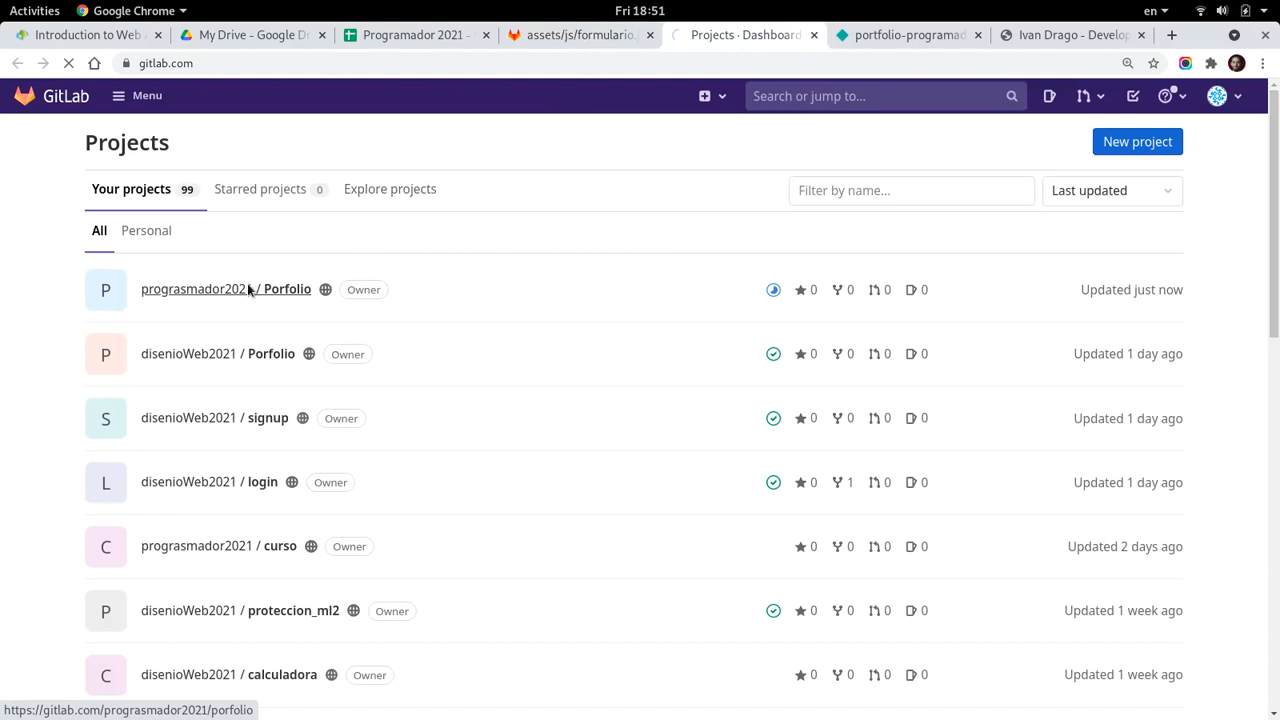 Activities Google Chrome Fri 18:51 en
Introduction to Web A My Drive - Google Dr Programador 2021 - assets/js/formulario. Projects · Dashboard portfolio-programad Ivan Drago - Develop
gitlab.com
GitLab Menu Search or jump to...
Projects New project
Your projects 99 Starred projects 0 Explore projects Filter by name... Last updated
All Personal
P prograsmador2021 / Porfolio Owner 0 0 0 0 Updated just now
P disenioWeb2021 / Porfolio Owner 0 0 0 0 Updated 1 day ago
S disenioWeb2021 / signup Owner 0 0 0 0 Updated 1 day ago
L disenioWeb2021 / login Owner 0 1 0 0 Updated 1 day ago
C prograsmador2021 / curso Owner 0 0 0 0 Updated 2 days ago
P disenioWeb2021 / proteccion_ml2 Owner 0 0 0 0 Updated 1 week ago
C disenioWeb2021 / calculadora Owner 0 0 0 0 Updated 1 week ago
https://gitlab.com/prograsmador2021/porfolio